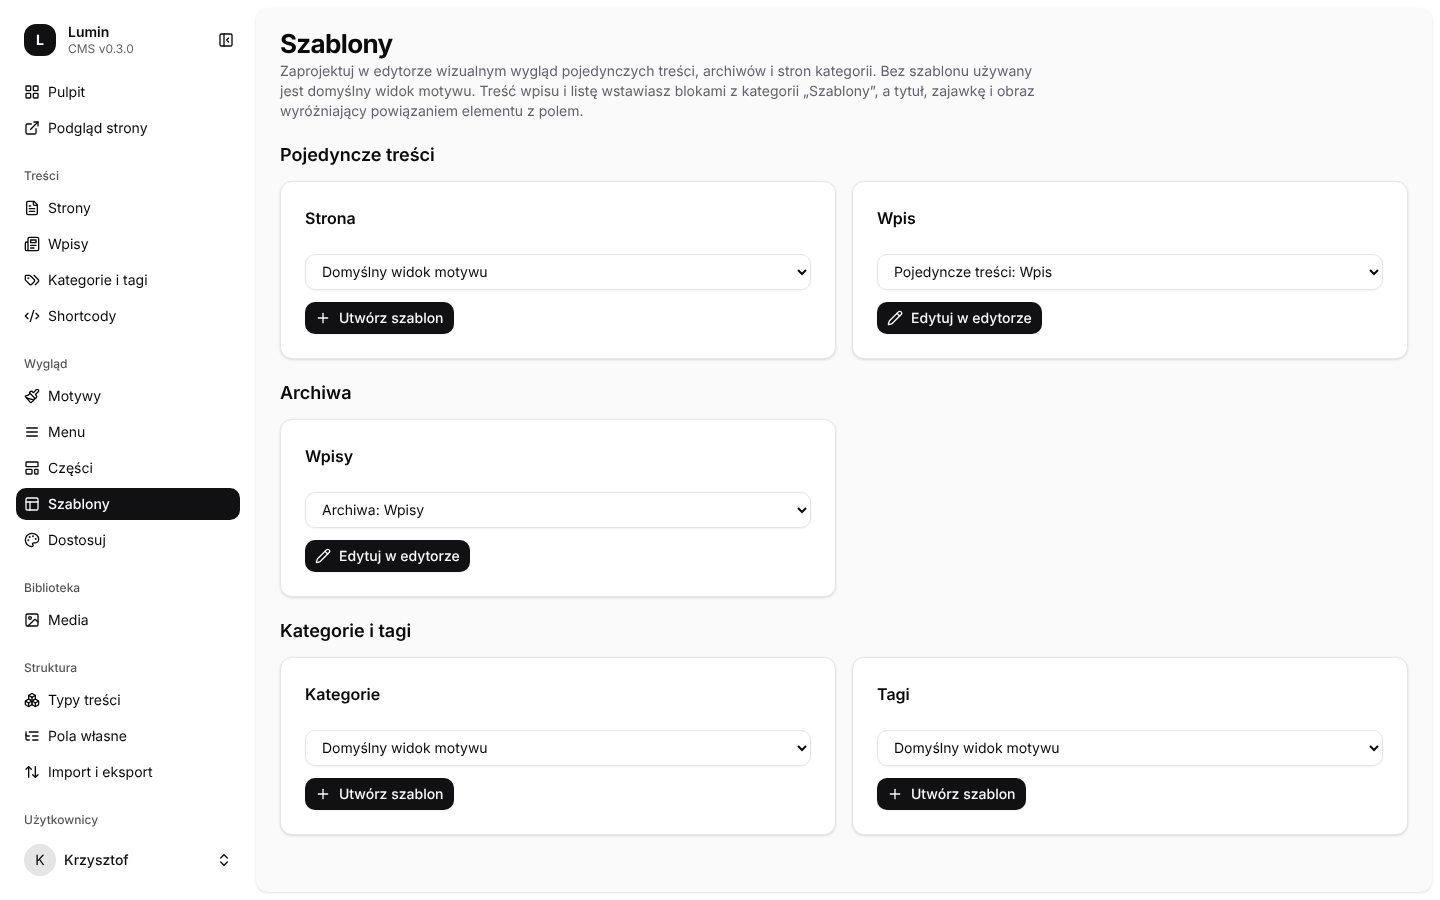 L
Lumin
CMS v0.3.0
Pulpit
Podgląd strony
Treści
Strony
Wpisy
Kategorie i tagi
Shortcody
Wygląd
Motywy
Menu
Części
Szablony
Dostosuj
Biblioteka
Media
Struktura
Typy treści
Pola własne
Import i eksport
Użytkownicy
K
Krzysztof
Szablony
Zaprojektuj w edytorze wizualnym wygląd pojedynczych treści, archiwów i stron kategorii. Bez szablonu używany
jest domyślny widok motywu. Treść wpisu i listę wstawiasz blokami z kategorii „Szablony”, a tytuł, zajawkę i obraz
wyróżniający powiązaniem elementu z polem.
Pojedyncze treści
Strona
Domyślny widok motywu
Utwórz szablon
Wpis
Pojedyncze treści: Wpis
Edytuj w edytorze
Archiwa
Wpisy
Archiwa: Wpisy
Edytuj w edytorze
Kategorie i tagi
Kategorie
Domyślny widok motywu
Utwórz szablon
Tagi
Domyślny widok motywu
Utwórz szablon